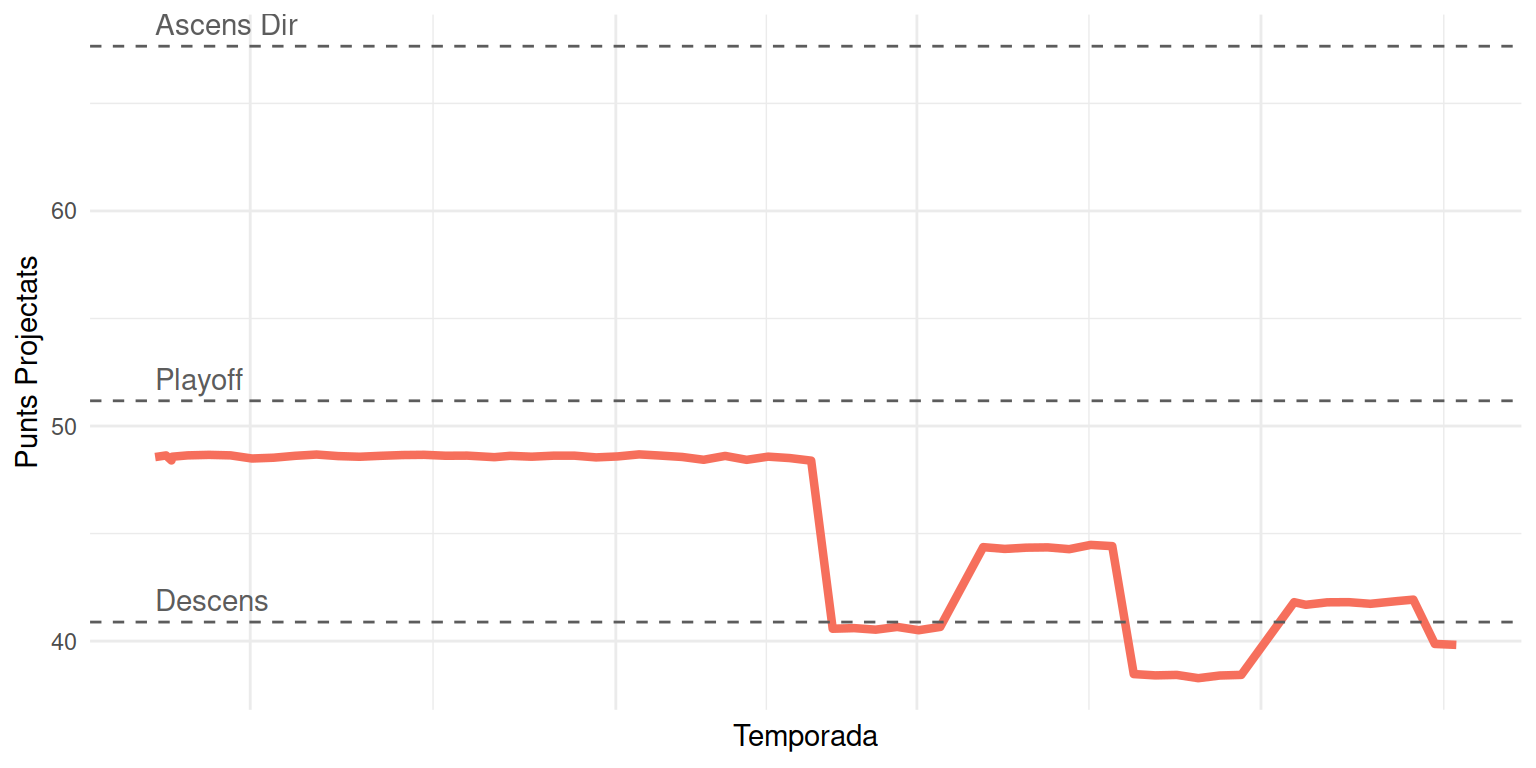 Ascens Dir
60
Playoff
50
Descens
40
Punts Projectats
Temporada